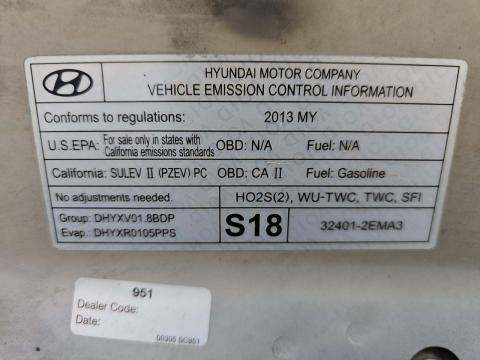 HYUNDAI MOTOR COMPANY
VEHICLE EMISSION CONTROL INFORMATION
Conforms to regulations: 2013 MY
U.S.EPA: For sale only in states with California emissions standards OBD: N/A Fuel: N/A
California: SULEV II (PZEV) PC OBD: CA II Fuel: Gasoline
No adjustments needed. HO2S(2), WU-TWC, TWC, SFI
Group: DHYXV01.8BDP
Evap.: DHYXR0105PPS
S18
32401-2EMA3
951
Dealer Code:
Date: